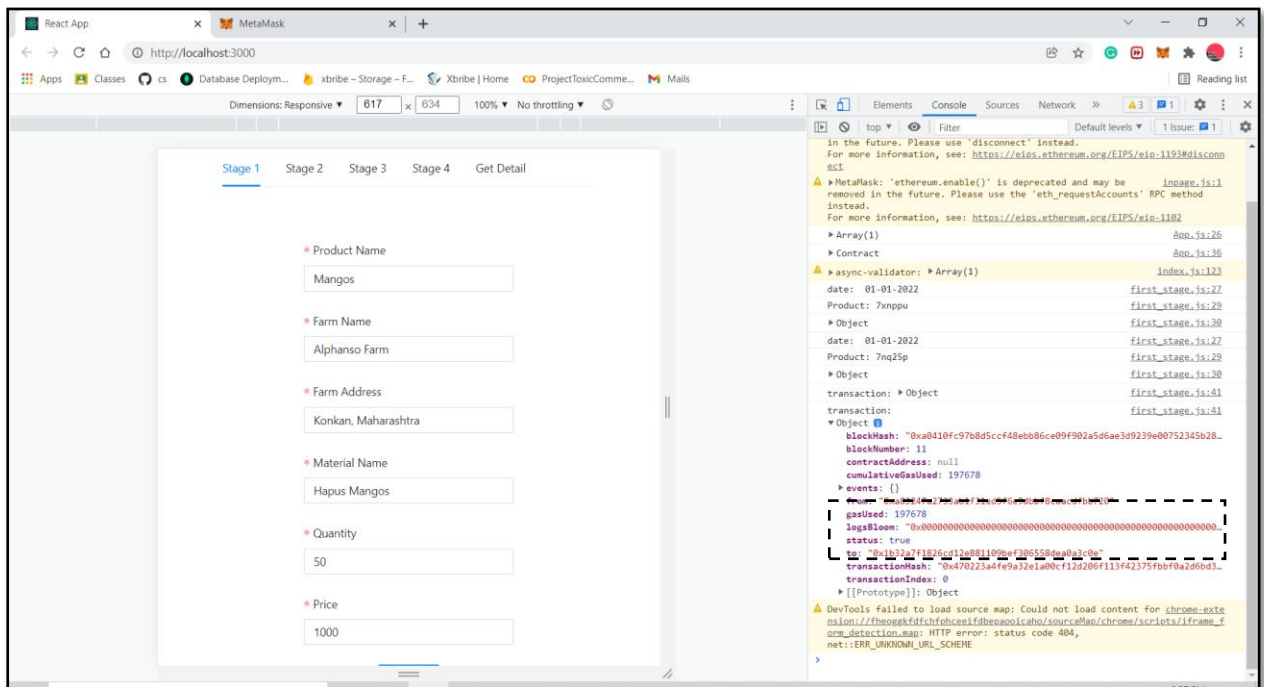 React App
MetaMask
http://localhost:3000
Apps Classes cs Database Deploym... xbribe – Storage – F... Xbribe | Home ProjectToxicComme... Mails Reading list
Dimensions: Responsive ▼ 617 x 634 100% ▼ No throttling ▼
Elements Console Sources Network » 3 1
top ▼ Filter Default levels ▼ 1 Issue: 1
Stage 1 Stage 2 Stage 3 Stage 4 Get Detail
* Product Name
Mangos
* Farm Name
Alphanso Farm
* Farm Address
Konkan, Maharashtra
* Material Name
Hapus Mangos
* Quantity
50
* Price
1000
in the future. Please use 'disconnect' instead.
For more information, see: https://eips.ethereum.org/EIPS/eip-1193#disconn
ect
MetaMask: 'ethereum.enable()' is deprecated and may be inpage.js:1
removed in the future. Please use the 'eth_requestAccounts' RPC method
instead.
For more information, see: https://eips.ethereum.org/EIPS/eip-1102
Array(1) App.js:26
Contract App.js:36
async-validator: Array(1) index.js:123
date: 01-01-2022 first_stage.js:27
Product: 7xnppu first_stage.js:29
Object first_stage.js:30
date: 01-01-2022 first_stage.js:27
Product: 7nq25p first_stage.js:29
Object first_stage.js:30
transaction: Object first_stage.js:41
transaction: first_stage.js:41
Object
blockHash: "0xa0410fc97b8d5ccf48ebb86ce09f902a5d6ae3d9239e00752345b28…
blockNumber: 11
contractAddress: null
cumulativeGasUsed: 197678
events: {}
from:
gasUsed: 197678
status: true
to: "0x1b32a7f1826cd12e881109bef306558dea0a3c0e"
transactionHash: "0x470223a4fe9a32e1a00cf12d206f113f42375fbbf0a2d6bd3…
transactionIndex: 0
[[Prototype]]: Object
DevTools failed to load source map: Could not load content for chrome-exte
nsion://fheoggkfdfchfphceeifdbepaooicaho/sourceMap/chrome/scripts/iframe_f
orm_detection.map: HTTP error: status code 404,
net::ERR_UNKNOWN_URL_SCHEME